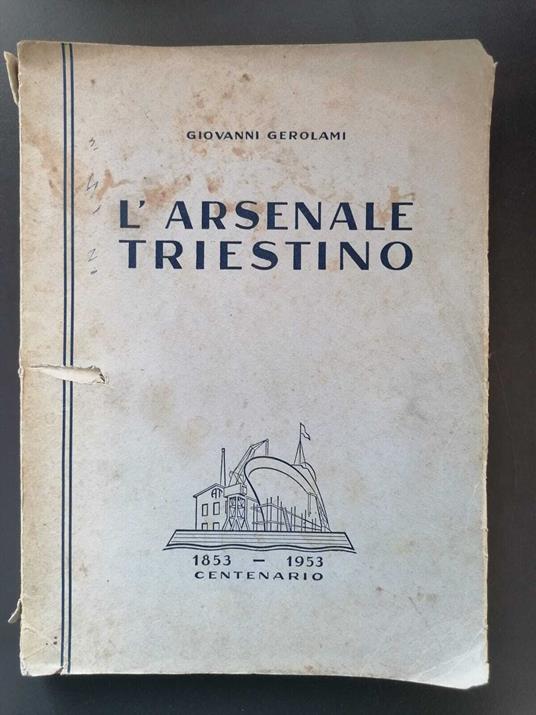 GIOVANNI GEROLAMI
L' ARSENALE
TRIESTINO
1853 — 1953
CENTENARIO